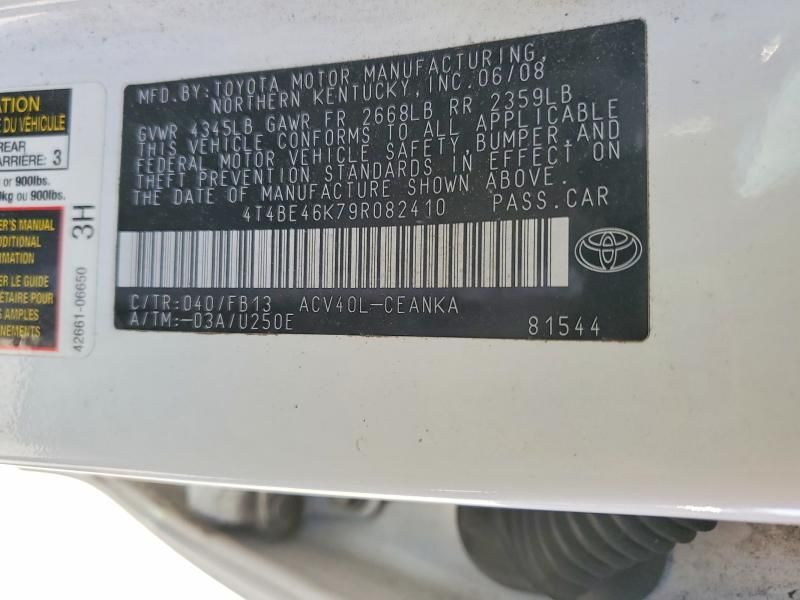 MFD.BY:TOYOTA MOTOR MANUFACTURING,
NORTHERN KENTUCKY, INC.06/08
GVWR 4345LB GAWR FR 2668LB RR 2359LB
THIS VEHICLE CONFORMS TO ALL APPLICABLE
FEDERAL MOTOR VEHICLE SAFETY,BUMPER,AND
THEFT PREVENTION STANDARDS IN EFFECT ON
THE DATE OF MANUFACTURE SHOWN ABOVE.
4T4BE46K79R082410 PASS.CAR
C/TR:040/FB13 ACV40L-CEANKA
A/TM:-03A/U250E 81544
ATION
DU VÉHICULE
REAR
ARRIÈRE: 3
or 900lbs.
kg ou 900lbs.
'S MANUAL
DDITIONAL
ORMATION
ER LE GUIDE
ÉTAIRE POUR
S AMPLES
GNEMENTS
3H
42661-06650